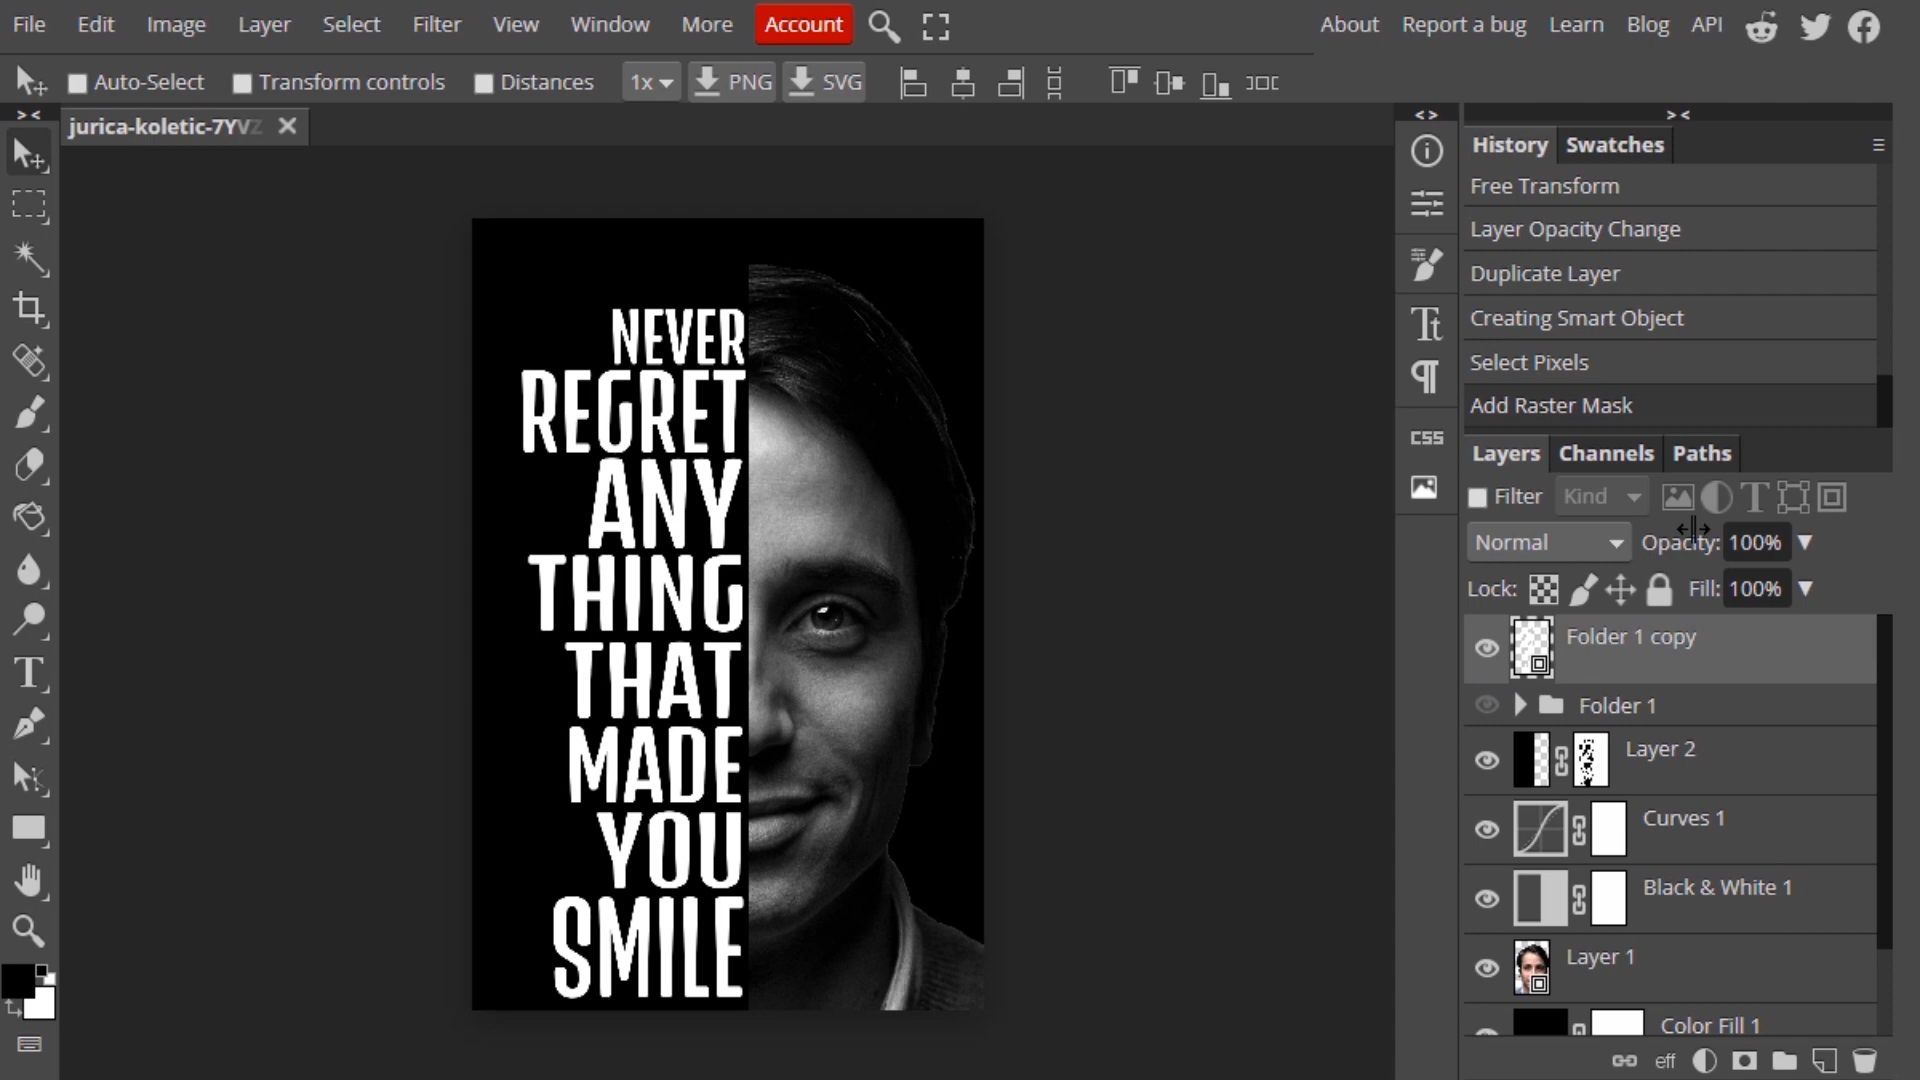 File Edit Image Layer Select Filter View Window More Account About Report a bug Learn Blog API
Auto-Select Transform controls Distances 1x PNG SVG
jurica-koletic-7YVZ
History Swatches
Free Transform
Layer Opacity Change
Duplicate Layer
Creating Smart Object
Select Pixels
Add Raster Mask
CSS
Layers Channels Paths
Filter Kind
Normal Opacity: 100%
Lock: Fill: 100%
Folder 1 copy
Folder 1
Layer 2
Curves 1
Black & White 1
Layer 1
Color Fill 1
eff
NEVER
REGRET
ANY
THING
THAT
MADE
YOU
SMILE